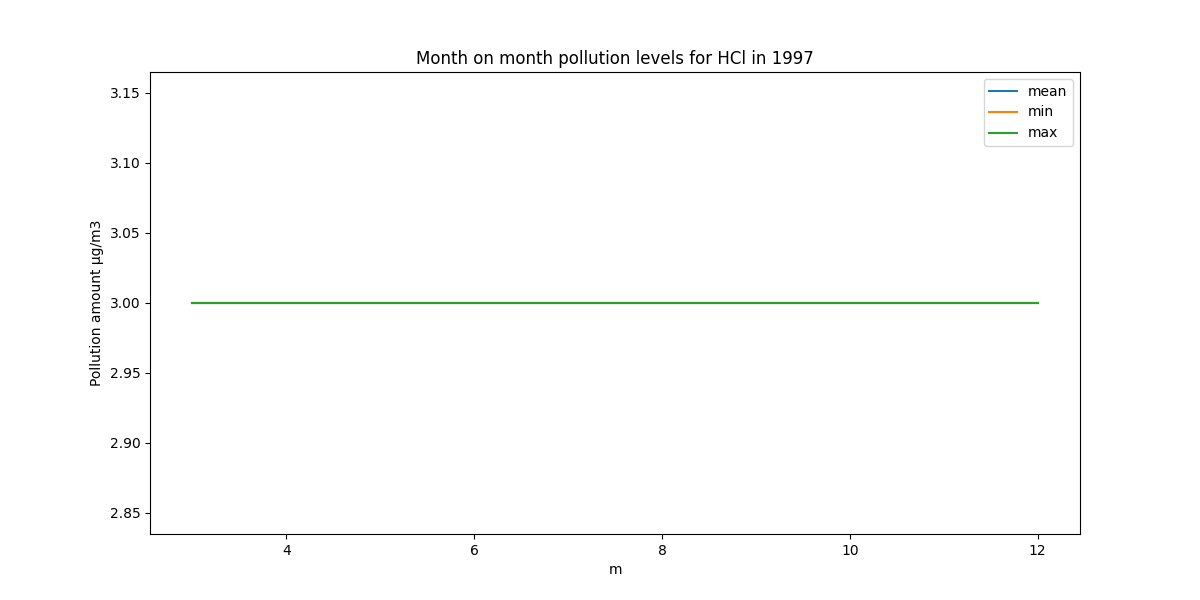 Month on month pollution levels for HCl in 1997
mean
min
max
3.15
3.10
3.05
3.00
2.95
2.90
2.85
Pollution amount µg/m3
4 6 8 10 12
m